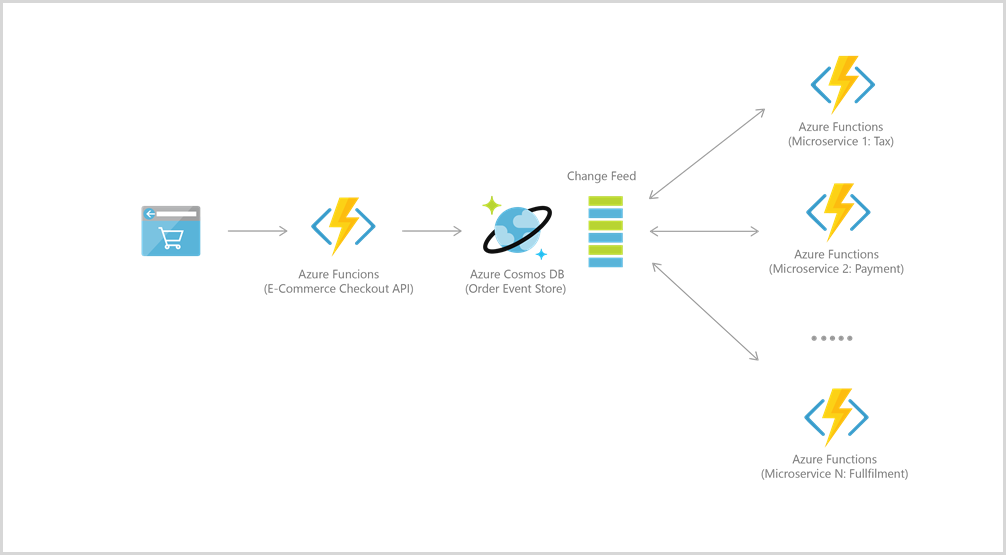 Azure Funcions
(E-Commerce Checkout API)
Azure Cosmos DB
(Order Event Store)
Change Feed
Azure Functions
(Microservice 1: Tax)
Azure Functions
(Microservice 2: Payment)
Azure Functions
(Microservice N: Fullfilment)